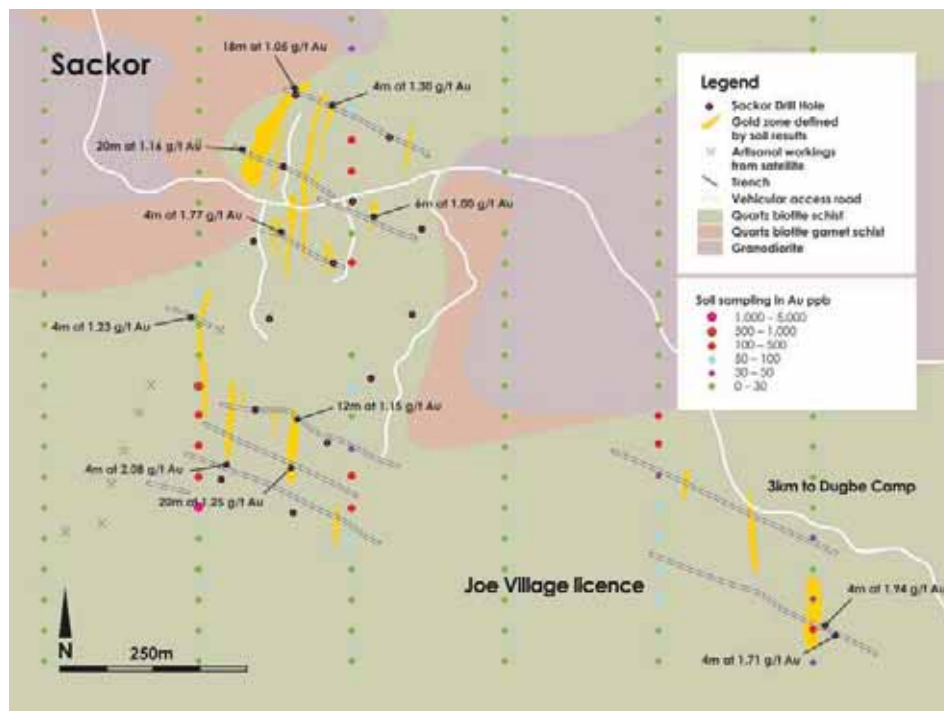 Sackor
18m at 1.05 g/t Au
4m at 1.30 g/t Au
20m at 1.16 g/t Au
4m at 1.77 g/t Au
6m at 1.00 g/t Au
4m at 1.23 g/t Au
12m at 1.15g/t Au
4m at 2.08 g/t Au
20m at 1.25 g/t Au
Legend
Sackor Drill Hole
Gold zone defined
by soil results
Artisanal workings
from satellite
Trench
Vehicular access road
Quartz biotite schist
Quartz biotite garnet schist
Granodiorite
Soil sampling in Au ppb
1,000 – 5,000
500 – 1,000
100 – 500
50 – 100
30 – 50
0 - 30
3km to Dugbe Camp
Joe Village licence
4m at 1.94 g/t Au
4m at 1.71 g/t Au
N
250m